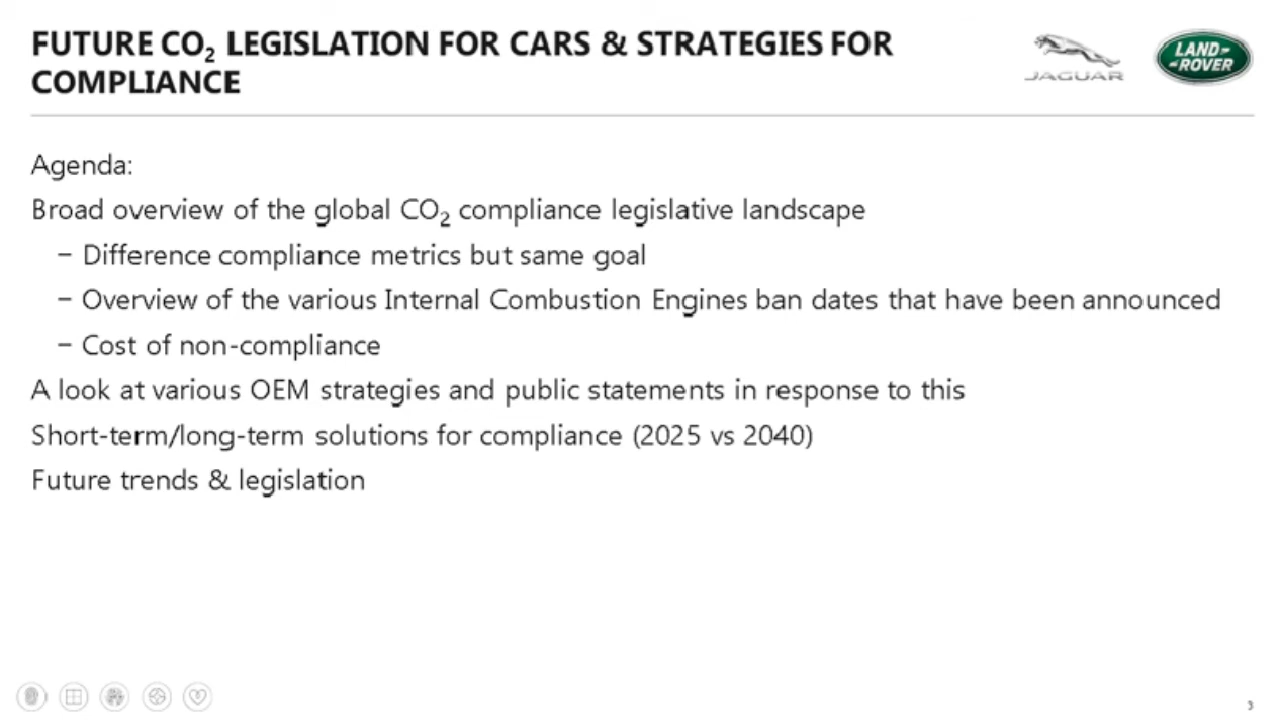 FUTURE CO₂ LEGISLATION FOR CARS & STRATEGIES FOR
COMPLIANCE
JAGUAR
LAND-
-ROVER
Agenda:
Broad overview of the global CO₂ compliance legislative landscape
– Difference compliance metrics but same goal
– Overview of the various Internal Combustion Engines ban dates that have been announced
– Cost of non-compliance
A look at various OEM strategies and public statements in response to this
Short-term/long-term solutions for compliance (2025 vs 2040)
Future trends & legislation
3